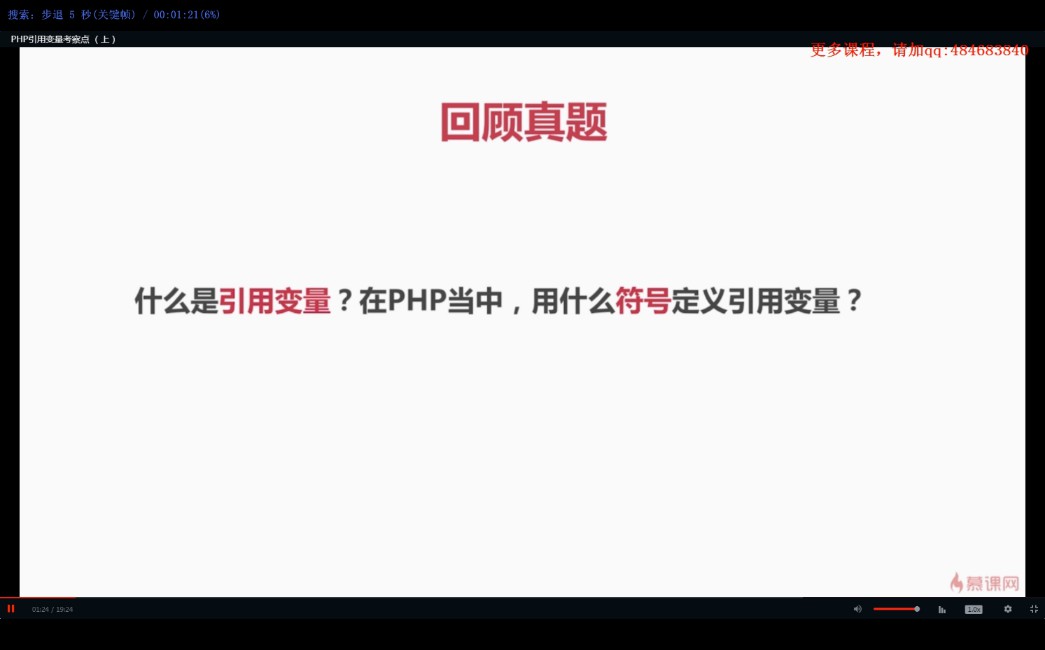 搜索: 步退 5 秒(关键帧) / 00:01:21(6%)
PHP引用变量考察点（上）
更多课程，请加qq:484683840
回顾真题
什么是引用变量？在PHP当中，用什么符号定义引用变量？
慕课网
01:24 / 19:24
1.0x